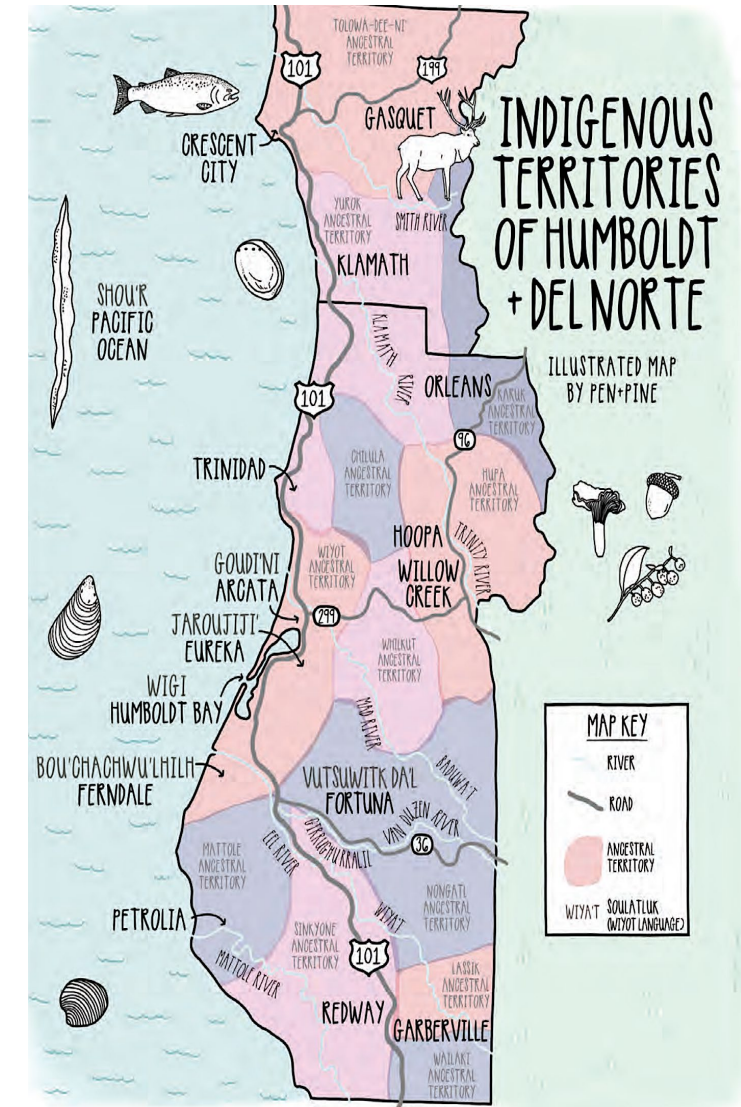 INDIGENOUS
TERRITORIES
OF HUMBOLDT
+ DEL NORTE
ILLUSTRATED MAP
BY PEN+PINE
TOLOWA-DEE-NI'
ANCESTRAL
TERRITORY
101
199
GASQUET
CRESCENT
CITY
YUROK
ANCESTRAL
TERRITORY
SMITH RIVER
KLAMATH
SHOU'R
PACIFIC
OCEAN
KLAMATH RIVER
ORLEANS
KARUK
ANCESTRAL
TERRITORY
101
96
TRINIDAD
CHILULA
ANCESTRAL
TERRITORY
HUPA
ANCESTRAL
TERRITORY
HOOPA
TRINITY RIVER
WIYOT
ANCESTRAL
TERRITORY
WILLOW
CREEK
GOUDI'NI
ARCATA
299
JAROUJIJI'
EUREKA
WHILKUT
ANCESTRAL
TERRITORY
WIGI
HUMBOLDT BAY
MAD RIVER
BADUWA'T
BOU'CHACHWU'LHILH
FERNDALE
VUTSUWITK DA'L
FORTUNA
VAN DUZEN RIVER
36
EEL RIVER
MATTOLE
ANCESTRAL
TERRITORY
NONGATL
ANCESTRAL
TERRITORY
WIYA'T
PETROLIA
SINKYONE
ANCESTRAL
TERRITORY
MATTOLE RIVER
101
LASSIK
ANCESTRAL
TERRITORY
REDWAY
GARBERVILLE
WAILAKI
ANCESTRAL
TERRITORY
MAP KEY
RIVER
ROAD
ANCESTRAL
TERRITORY
WIYA'T SOULATLUK
(WIYOT LANGUAGE)